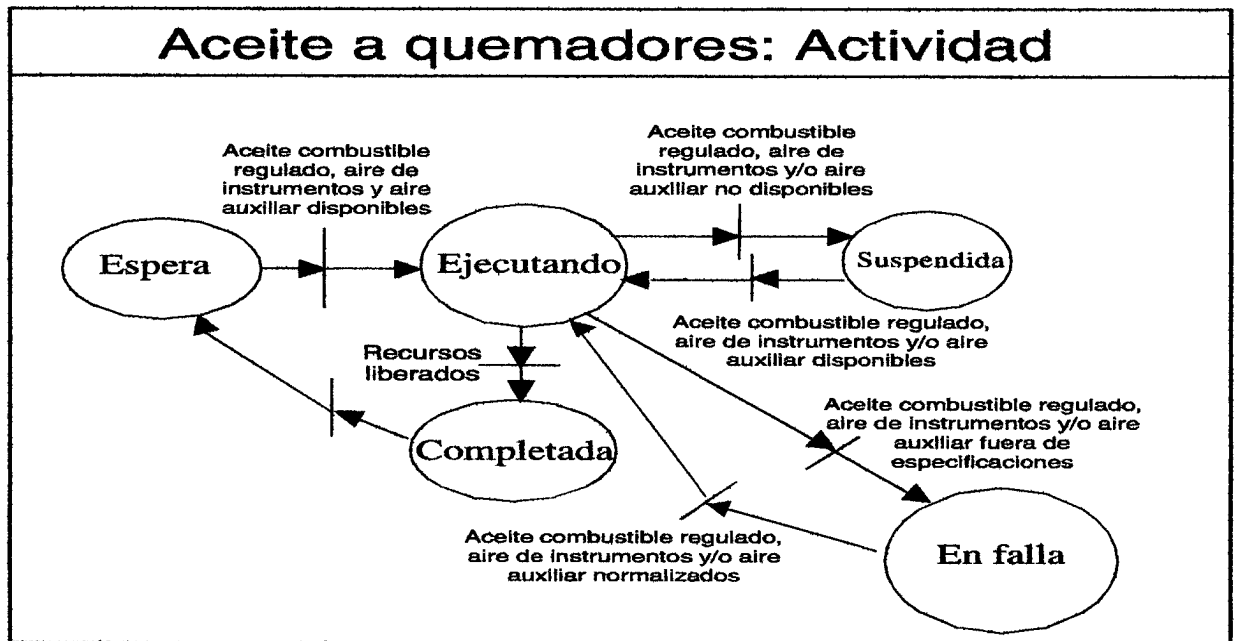 Aceite a quemadores: Actividad
Aceite combustible
regulado, aire de
instrumentos y aire
auxiliar disponibles
Aceite combustible
regulado, aire de
instrumentos y/o aire
auxiliar no disponibles
Espera
Ejecutando
Suspendida
Aceite combustible regulado,
aire de instrumentos y/o aire
auxiliar disponibles
Recursos
liberados
Aceite combustible regulado,
aire de instrumentos y/o aire
auxiliar fuera de
especificaciones
Completada
Aceite combustible regulado,
aire de instrumentos y/o aire
auxiliar normalizados
En falla